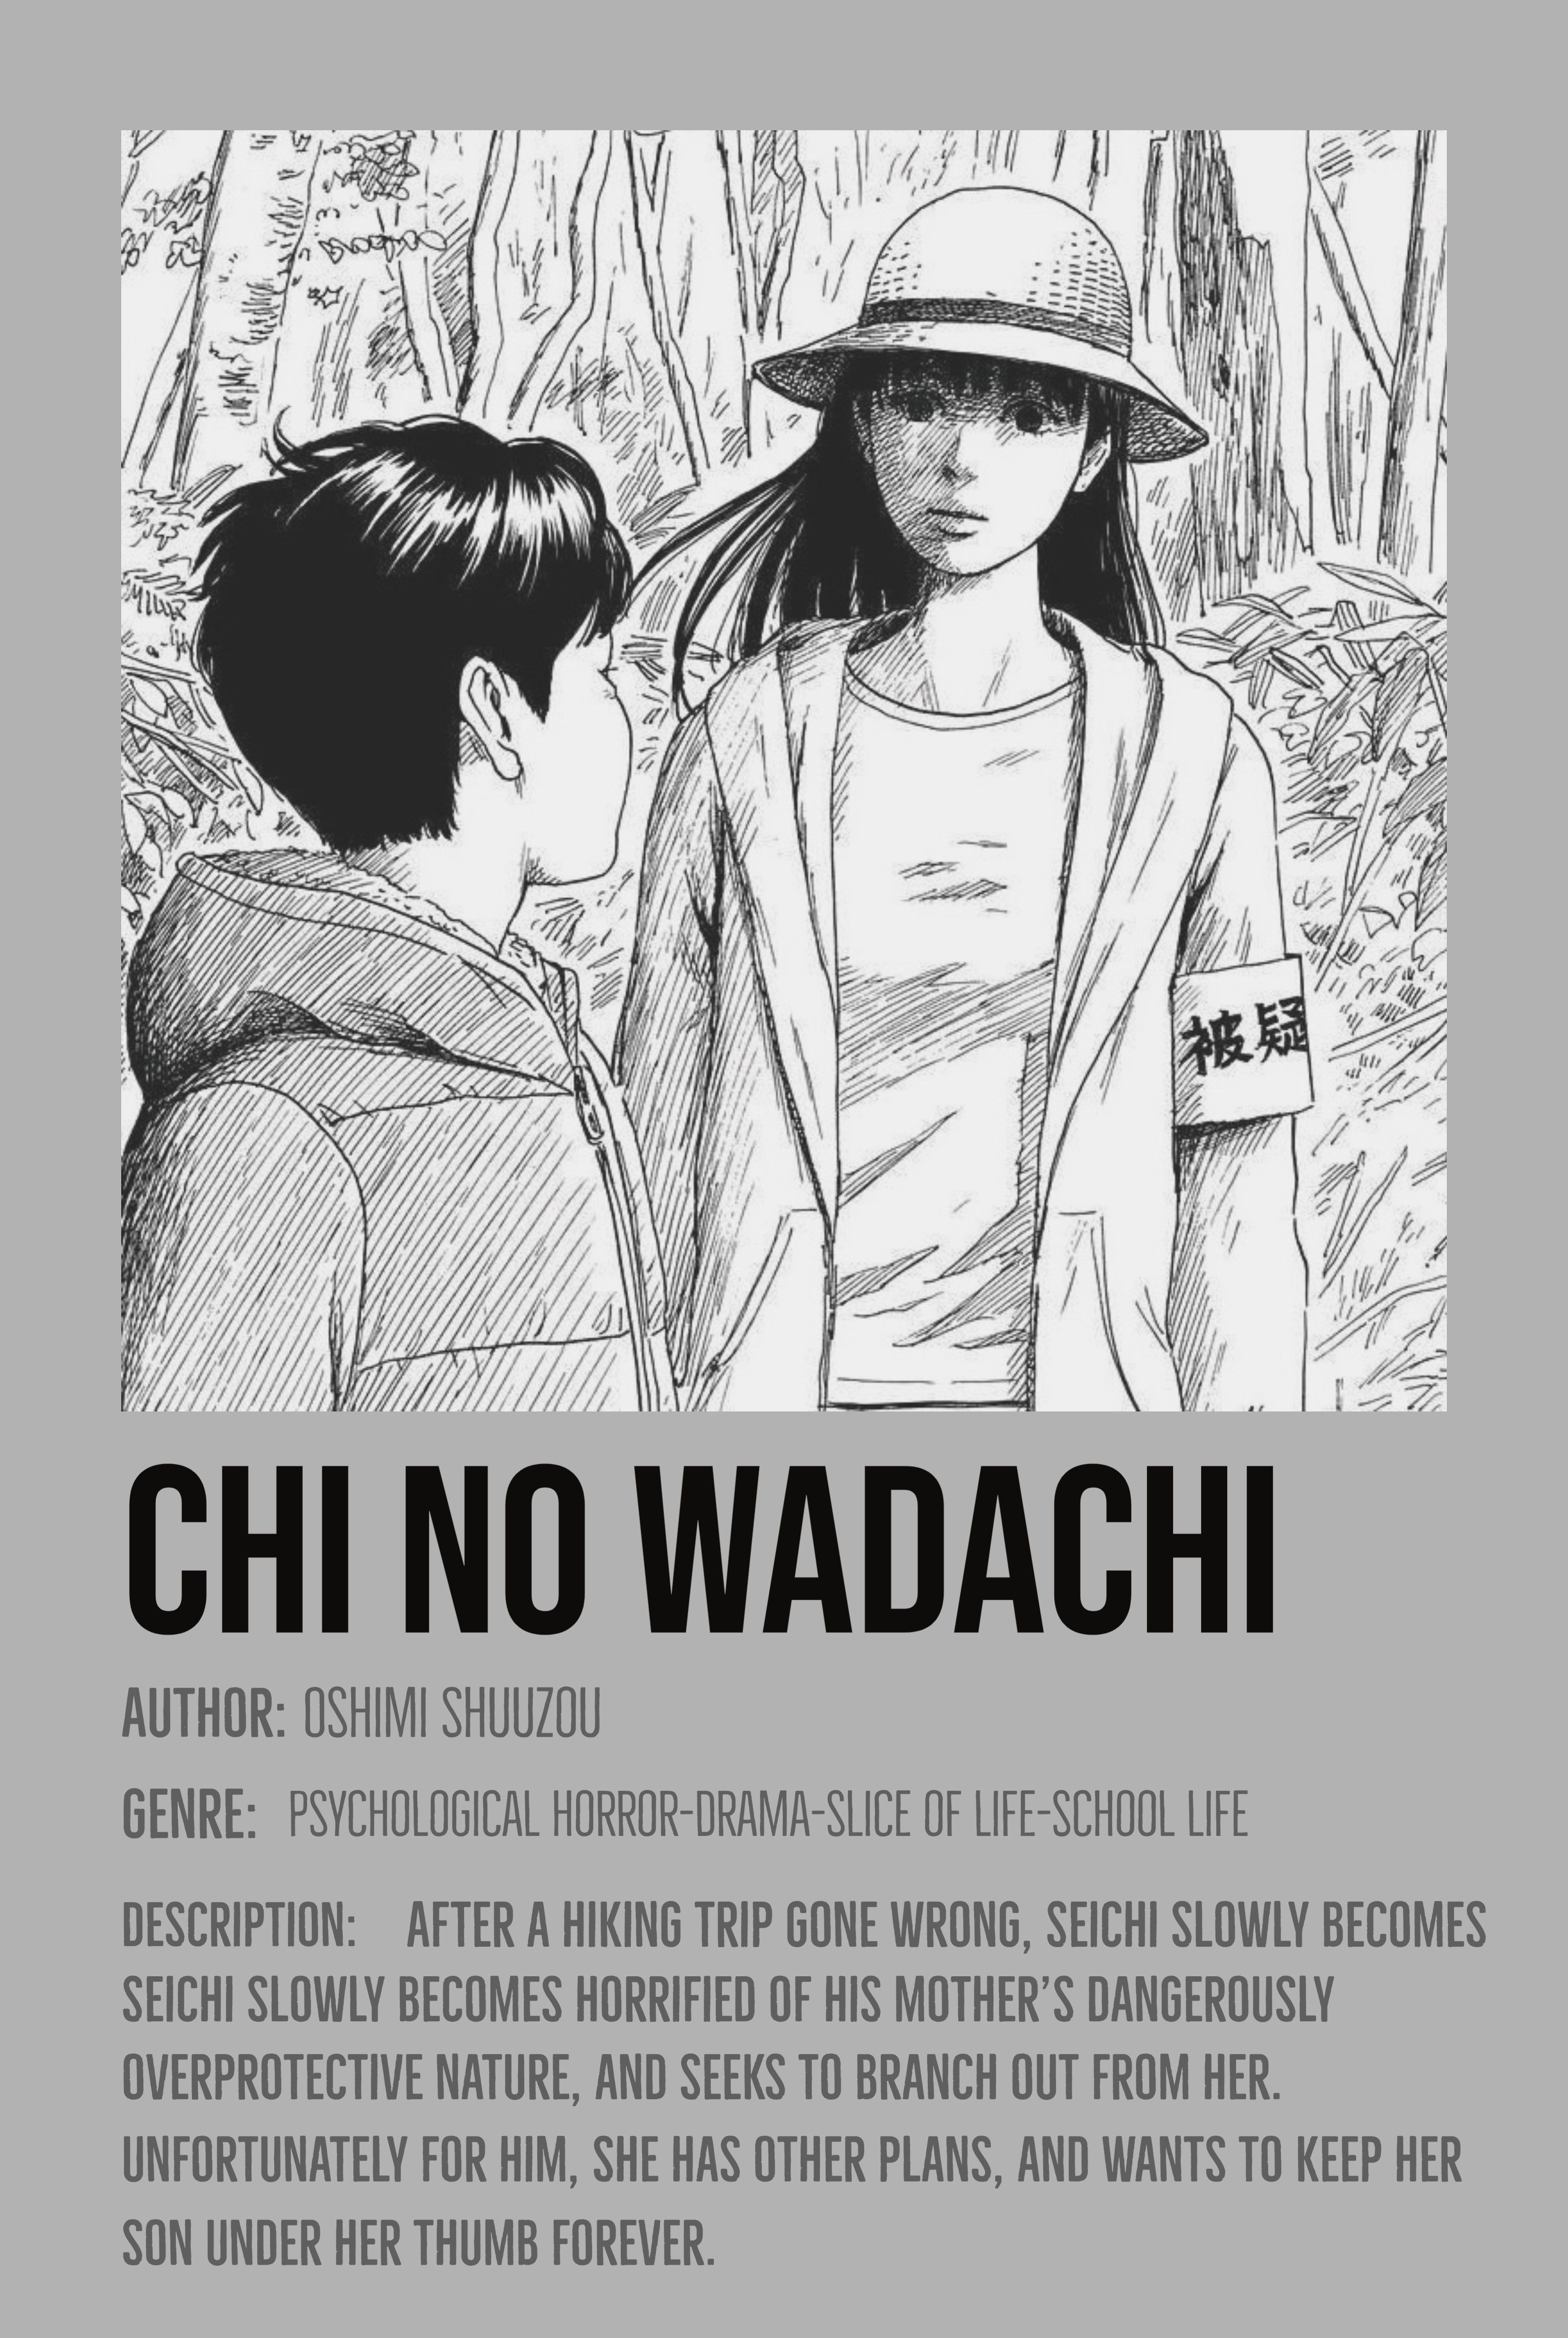 被疑
CHI NO WADACHI
AUTHOR: OSHIMI SHUUZOU
GENRE: PSYCHOLOGICAL HORROR-DRAMA-SLICE OF LIFE-SCHOOL LIFE
DESCRIPTION: AFTER A HIKING TRIP GONE WRONG, SEICHI SLOWLY BECOMES
SEICHI SLOWLY BECOMES HORRIFIED OF HIS MOTHER’S DANGEROUSLY
OVERPROTECTIVE NATURE, AND SEEKS TO BRANCH OUT FROM HER.
UNFORTUNATELY FOR HIM, SHE HAS OTHER PLANS, AND WANTS TO KEEP HER
SON UNDER HER THUMB FOREVER.